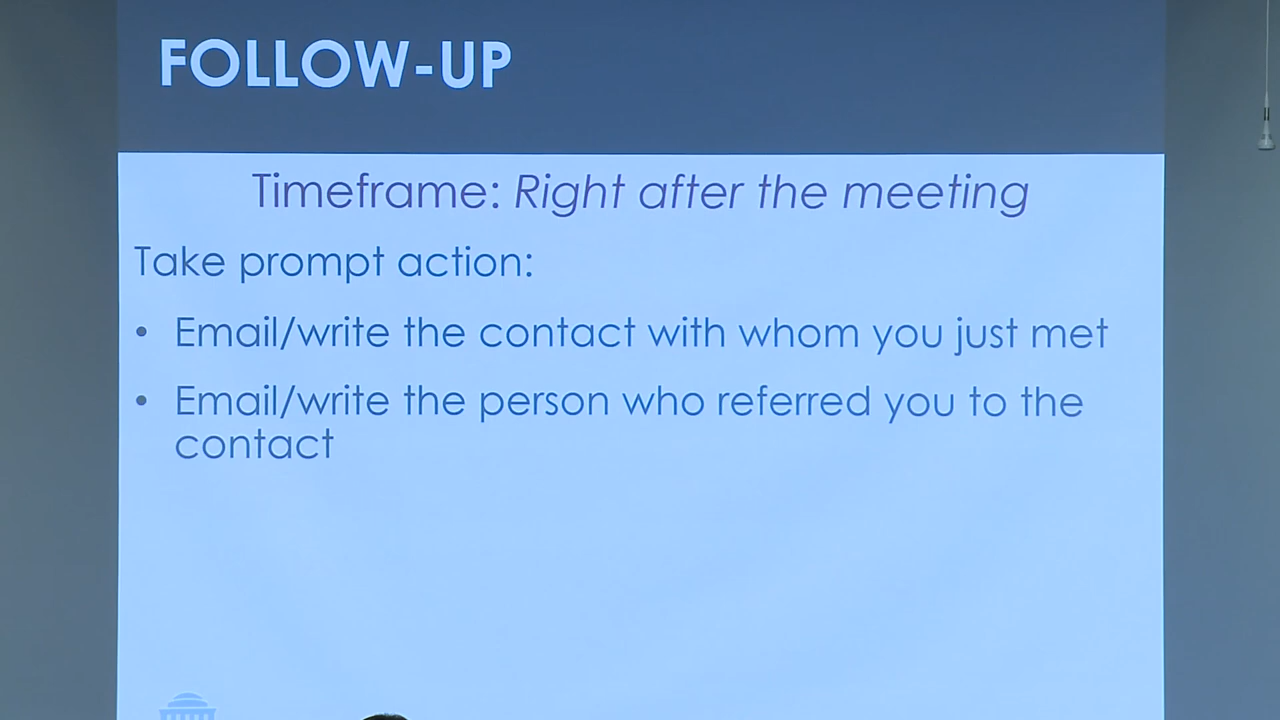 FOLLOW-UP
Timeframe: Right after the meeting
Take prompt action:
• Email/write the contact with whom you just met
• Email/write the person who referred you to the
contact